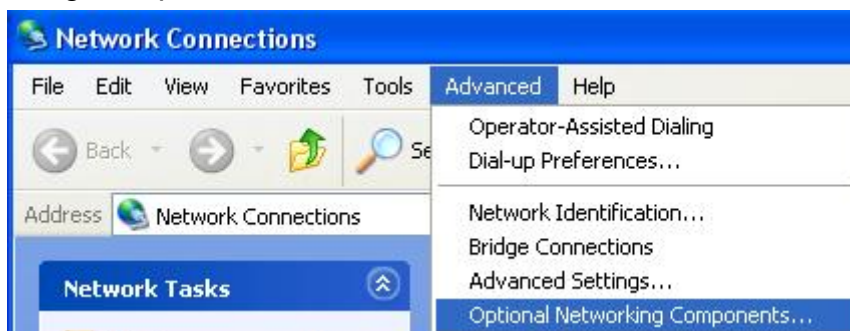 Network Connections
File Edit View Favorites Tools Advanced Help
Operator-Assisted Dialing
Back Se
Dial-up Preferences...
Address Network Connections
Network Identification...
Bridge Connections
Network Tasks
Advanced Settings...
Optional Networking Components...